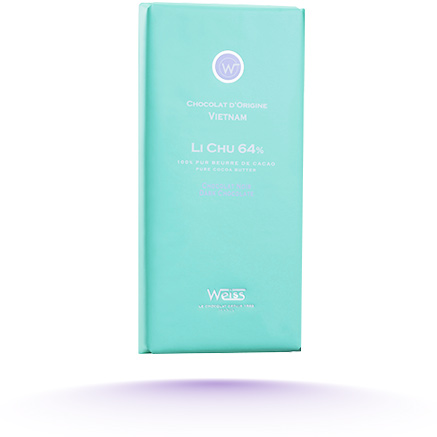 W
CHOCOLAT D'ORIGINE
VIETNAM
LI CHU 64%
100% PUR BEURRE DE CACAO
PURE COCOA BUTTER
Weiss